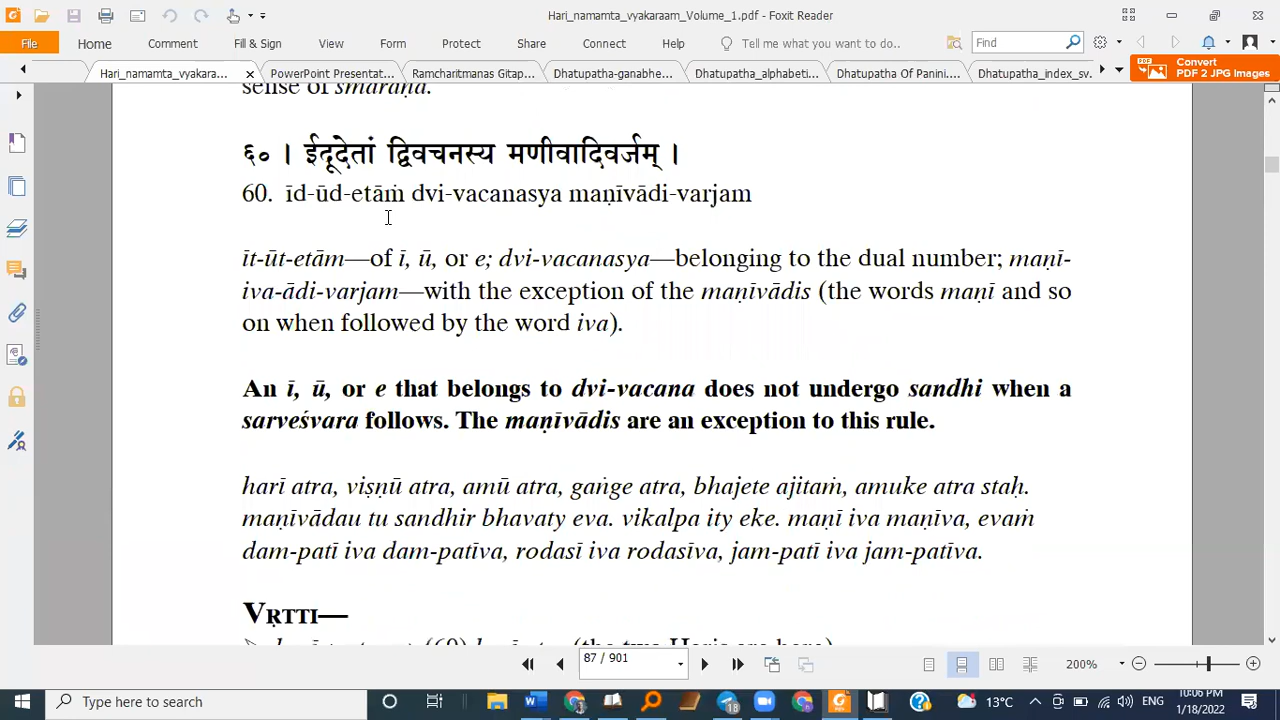 Hari_namamta_vyakaraam_Volume_1.pdf - Foxit Reader
File Home Comment Fill & Sign View Form Protect Share Connect Help Tell me what you want to do.. Find
Hari_namamta_vyakara... × PowerPoint Presentat... Ramcharitmanas Gitap... Dhatupatha-ganabhe... Dhatupatha_alphabeti... Dhatupatha Of Panini.... Dhatupatha_index_sv. Convert
PDF 2 JPG Images
sense of smaraṇa.
६० । ईदूदेतां द्विवचनस्य मणीवादिवर्जम् ।
60. īd-ūd-etāṁ dvi-vacanasya maṇīvādi-varjam
īt-ūt-etām—of ī, ū, or e; dvi-vacanasya—belonging to the dual number; maṇī-
iva-ādi-varjam—with the exception of the maṇīvādis (the words maṇī and so
on when followed by the word iva).
An ī, ū, or e that belongs to dvi-vacana does not undergo sandhi when a
sarveśvara follows. The maṇīvādis are an exception to this rule.
harī atra, viṣṇū atra, amū atra, gaṅge atra, bhajete ajitaṁ, amuke atra staḥ.
maṇīvādau tu sandhir bhavaty eva. vikalpa ity eke. maṇī iva maṇīva, evaṁ
dam-patī iva dam-patīva, rodasī iva rodasīva, jam-patī iva jam-patīva.
VṚTTI—
87 / 901 200%
Type here to search 13°C ENG 10:06 PM
1/18/2022